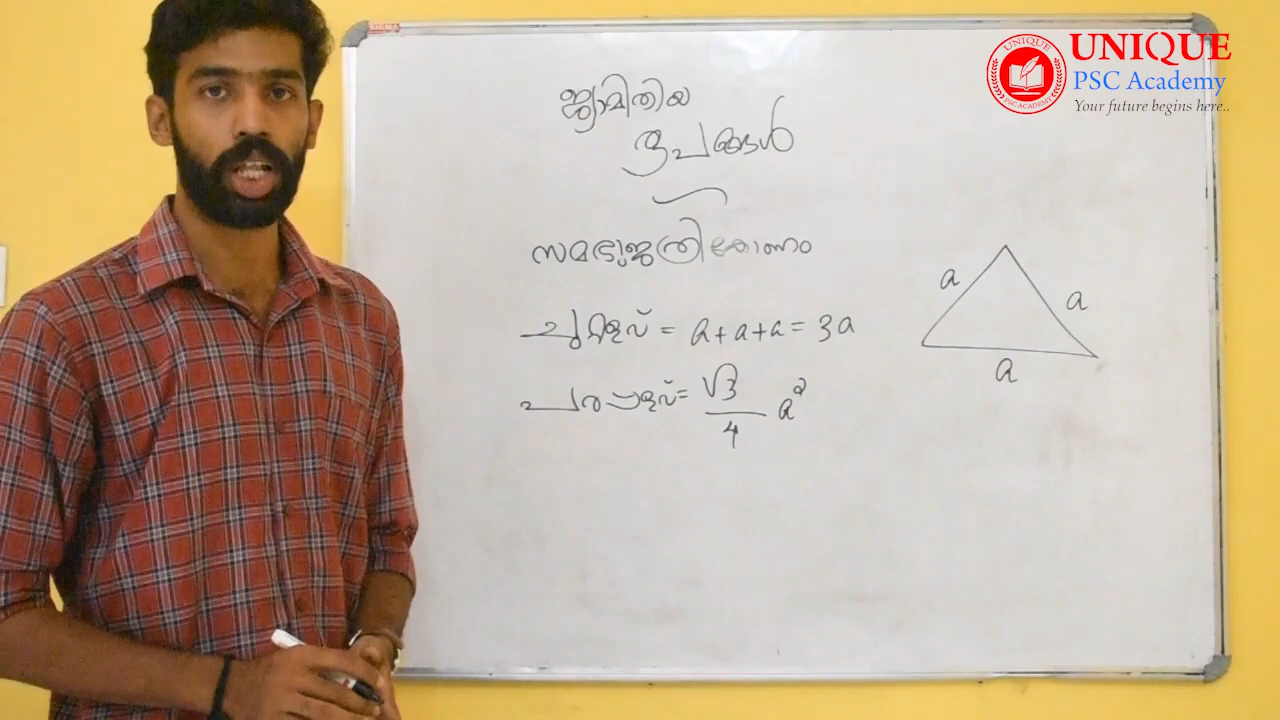 UNIQUE
PSC Academy
Your future begins here..
ജ്യാമിതീയ
രൂപങ്ങൾ
സമഭുജത്രികോണം
ചുറ്റളവ് = a + a + a = 3a
പരപ്പളവ് = √3/4 a²
a
a
a